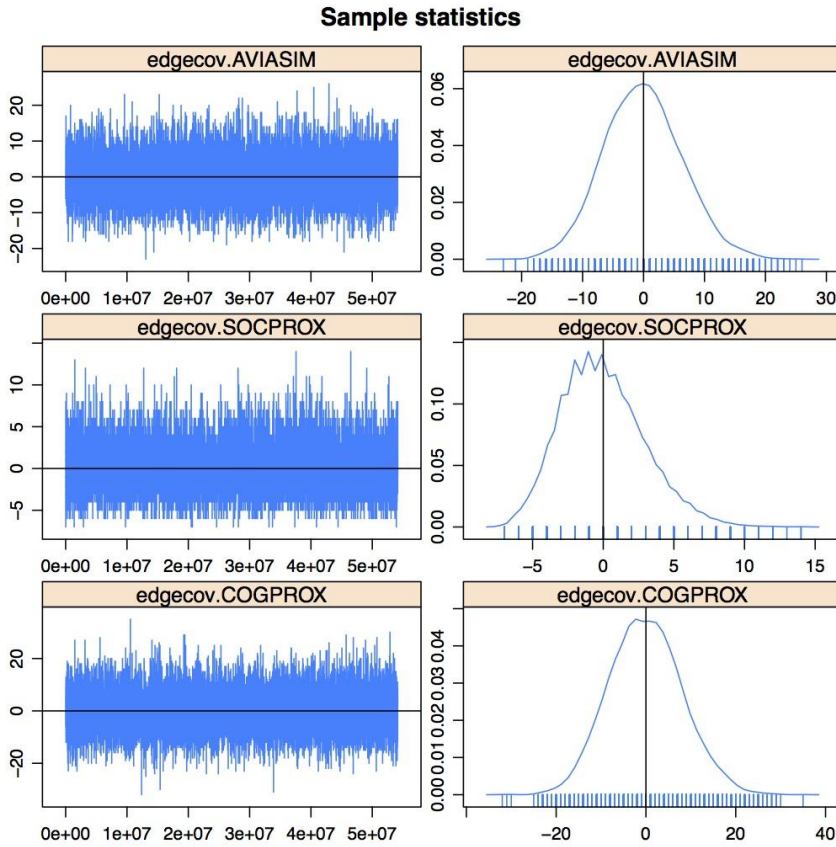 Sample statistics
edgecov.AVIASIM
20
10
0
-10
-20
0e+00 1e+07 2e+07 3e+07 4e+07 5e+07
edgecov.AVIASIM
0.06
0.04
0.02
0.00
-20 -10 0 10 20 30
edgecov.SOCPROX
10
5
0
-5
0e+00 1e+07 2e+07 3e+07 4e+07 5e+07
edgecov.SOCPROX
0.10
0.05
0.00
-5 0 5 10 15
edgecov.COGPROX
20
0
-20
0e+00 1e+07 2e+07 3e+07 4e+07 5e+07
edgecov.COGPROX
0.00 0.01 0.02 0.03 0.04
-20 0 20 40